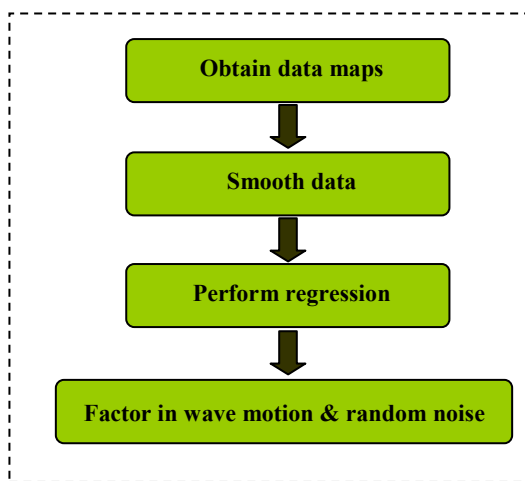 Obtain data maps
Smooth data
Perform regression
Factor in wave motion & random noise